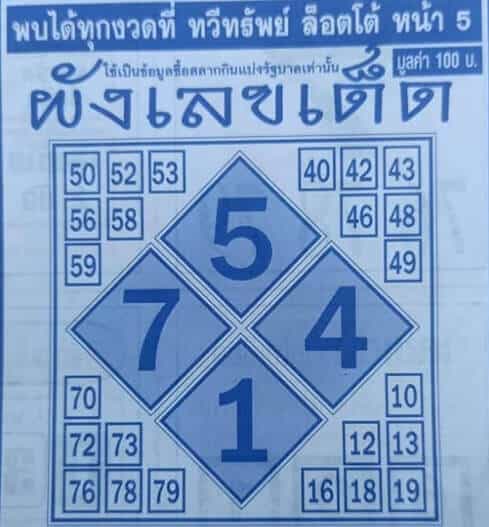 พบได้ทุกงวดที่ ทวีทรัพย์ ล็อตโต้ หน้า 5
ใช้เป็นข้อมูลซื้อสลากกินแบ่งรัฐบาลเท่านั้น
มูลค่า 100 บ.
ผังเลขเด็ด
50 52 53
40 42 43
56 58
46 48
59
49
5
7 4
1
70
10
72 73
12 13
76 78 79
16 18 19